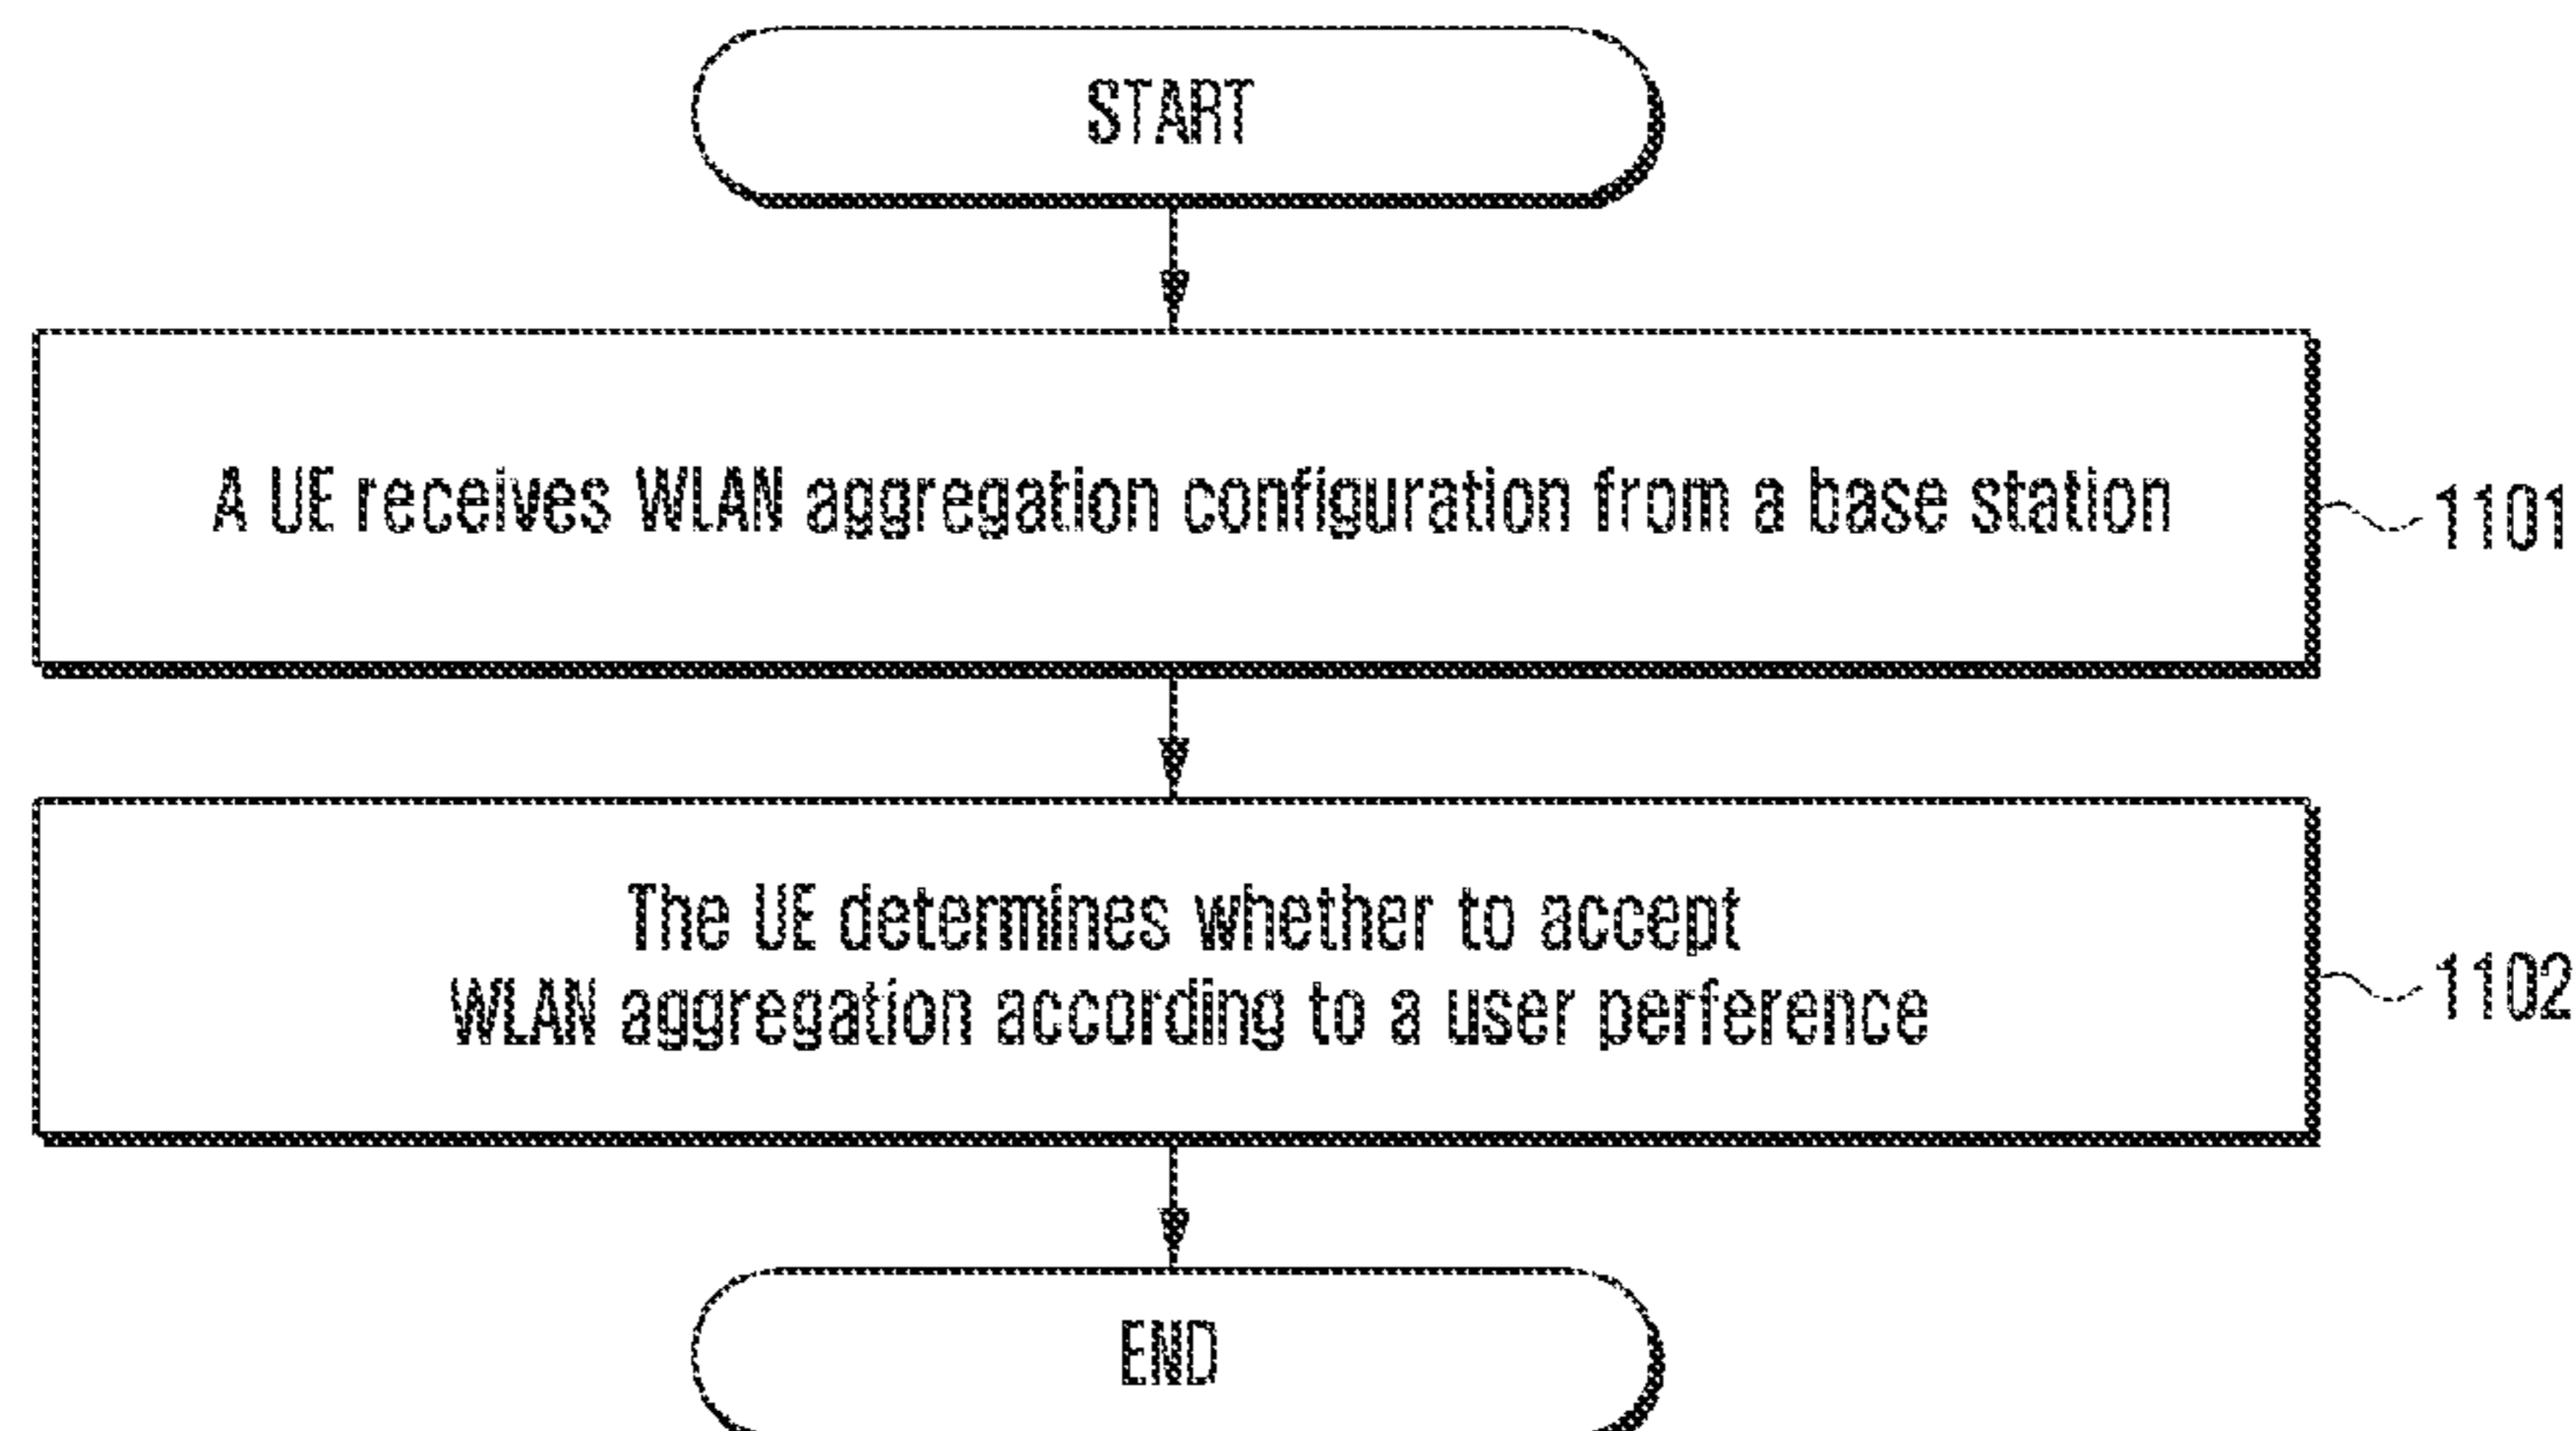 START
A UE receives WLAN aggregation configuration from a base station
1101
The UE determines whether to accept
WLAN aggregation according to a user perference
1102
END